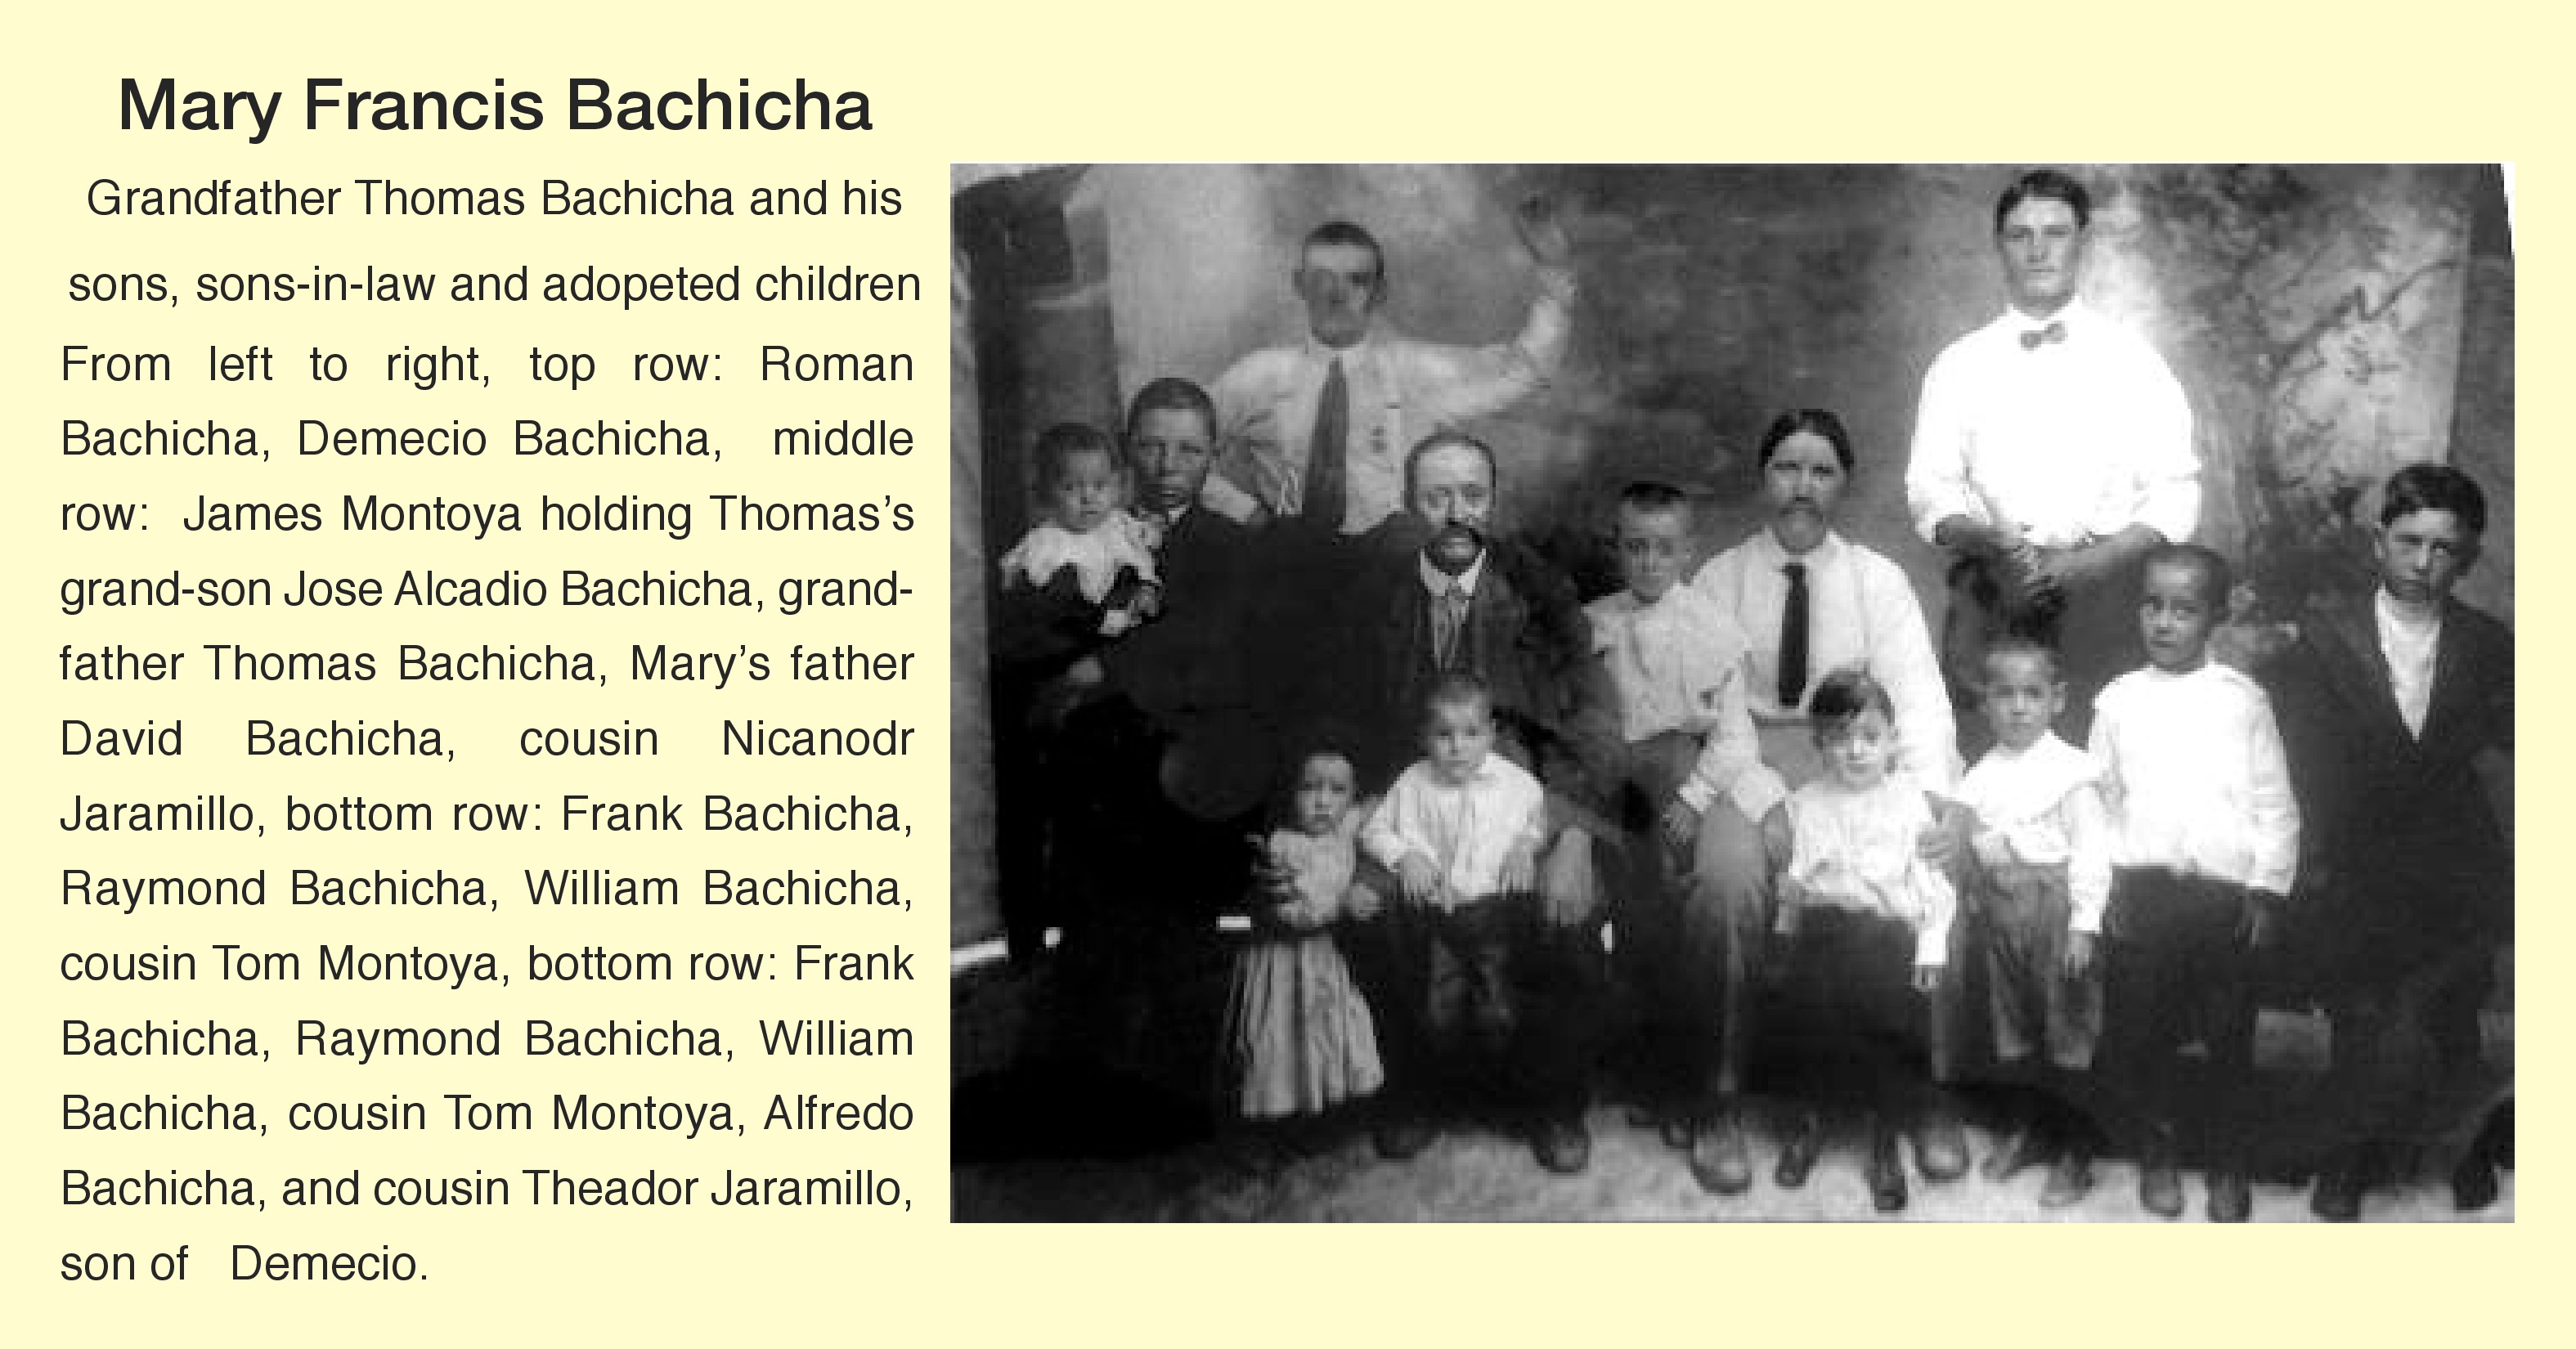 Mary Francis Bachicha
Grandfather Thomas Bachicha and his
sons, sons-in-law and adopeted children
From left to right, top row: Roman
Bachicha, Demecio Bachicha, middle
row: James Montoya holding Thomas’s
grand-son Jose Alcadio Bachicha, grand-
father Thomas Bachicha, Mary’s father
David Bachicha, cousin Nicanodr
Jaramillo, bottom row: Frank Bachicha,
Raymond Bachicha, William Bachicha,
cousin Tom Montoya, bottom row: Frank
Bachicha, Raymond Bachicha, William
Bachicha, cousin Tom Montoya, Alfredo
Bachicha, and cousin Theador Jaramillo,
son of Demecio.